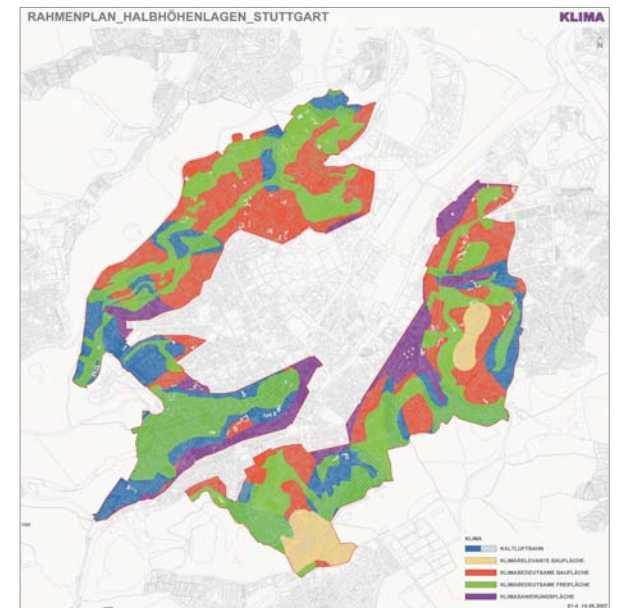 RAHMENPLAN_HALBHÖHENLAGEN_STUTTGART
KLIMA
N
KLIMA
KALTLUFTBAHN
KLIMARELEVANTE BAUFLÄCHE
KLIMABEDEUTSAME BAUFLÄCHE
KLIMABEDEUTSAME FREIFLÄCHE
KLIMASANIERUNGSFLÄCHE